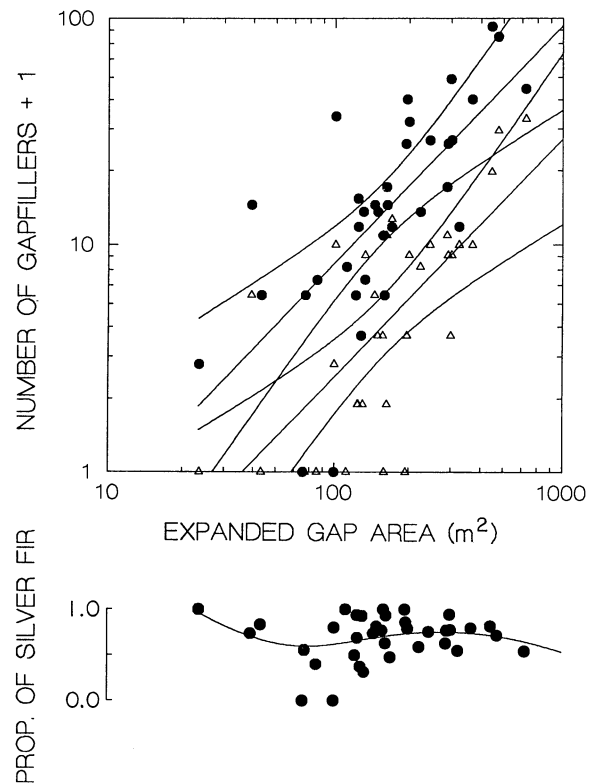 NUMBER OF GAPFILLERS + 1
100
10
1
10
100
1000
EXPANDED GAP AREA (m²)
PROP. OF SILVER FIR
1.0
0.0